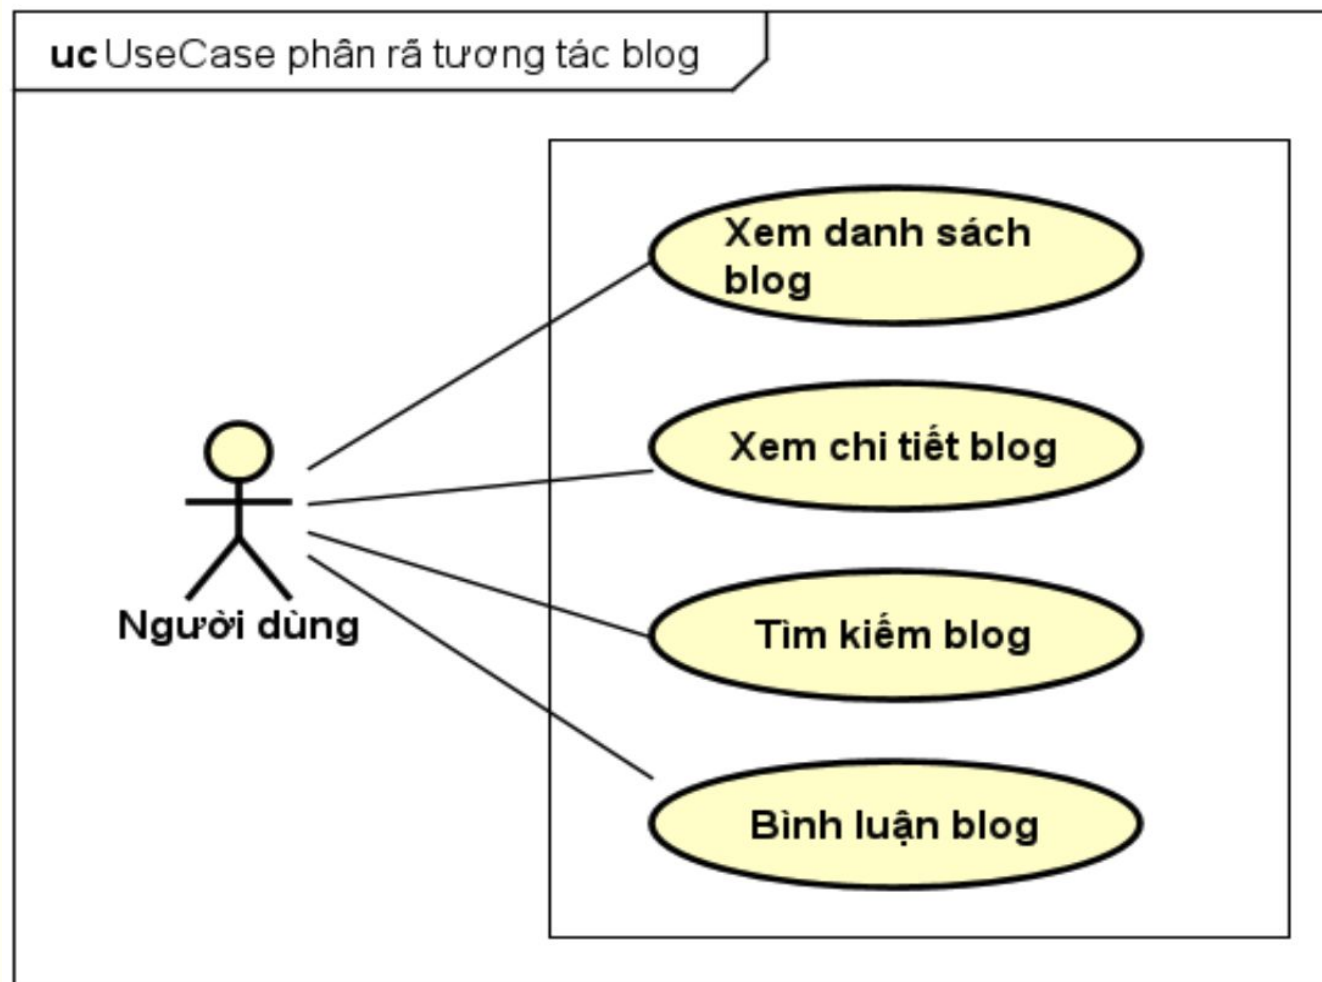 uc UseCase phân rã tương tác blog
Xem danh sách
blog
Xem chi tiết blog
Người dùng
Tìm kiếm blog
Bình luận blog